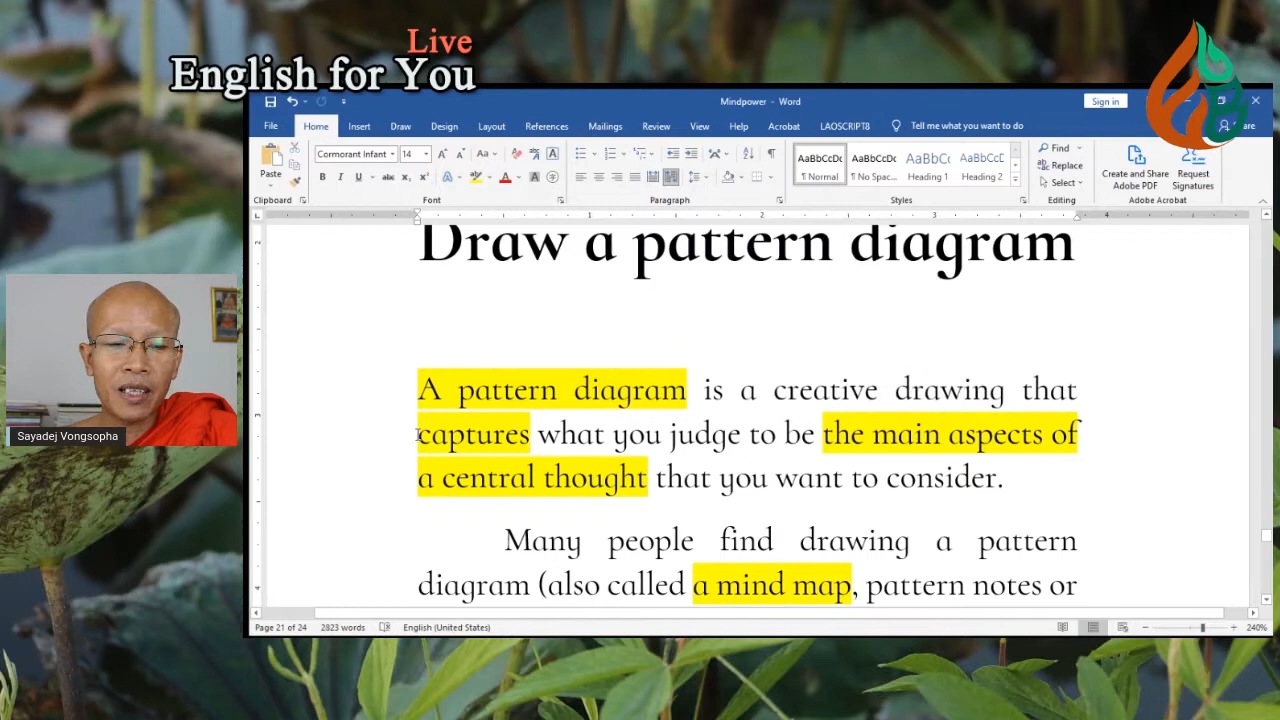 Live
English for You
Mindpower - Word
Sign in
File Home Insert Draw Design Layout References Mailings Review View Help Acrobat LAOSCRIPT8 Tell me what you want to do
Paste
Clipboard
Cormorant Infant 14
Font
Paragraph
AaBbCcDc AaBbCcDc AaBbCc AaBbCcD
¶ Normal ¶ No Spac... Heading 1 Heading 2
Styles
Find
Replace
Select
Editing
Create and Share Adobe PDF
Request Signatures
Adobe Acrobat
1 2 3 4
Draw a pattern diagram
A pattern diagram is a creative drawing that
captures what you judge to be the main aspects of
a central thought that you want to consider.
Many people find drawing a pattern
diagram (also called a mind map, pattern notes or
Sayadej Vongsopha
Page 21 of 24 2823 words English (United States) 240%